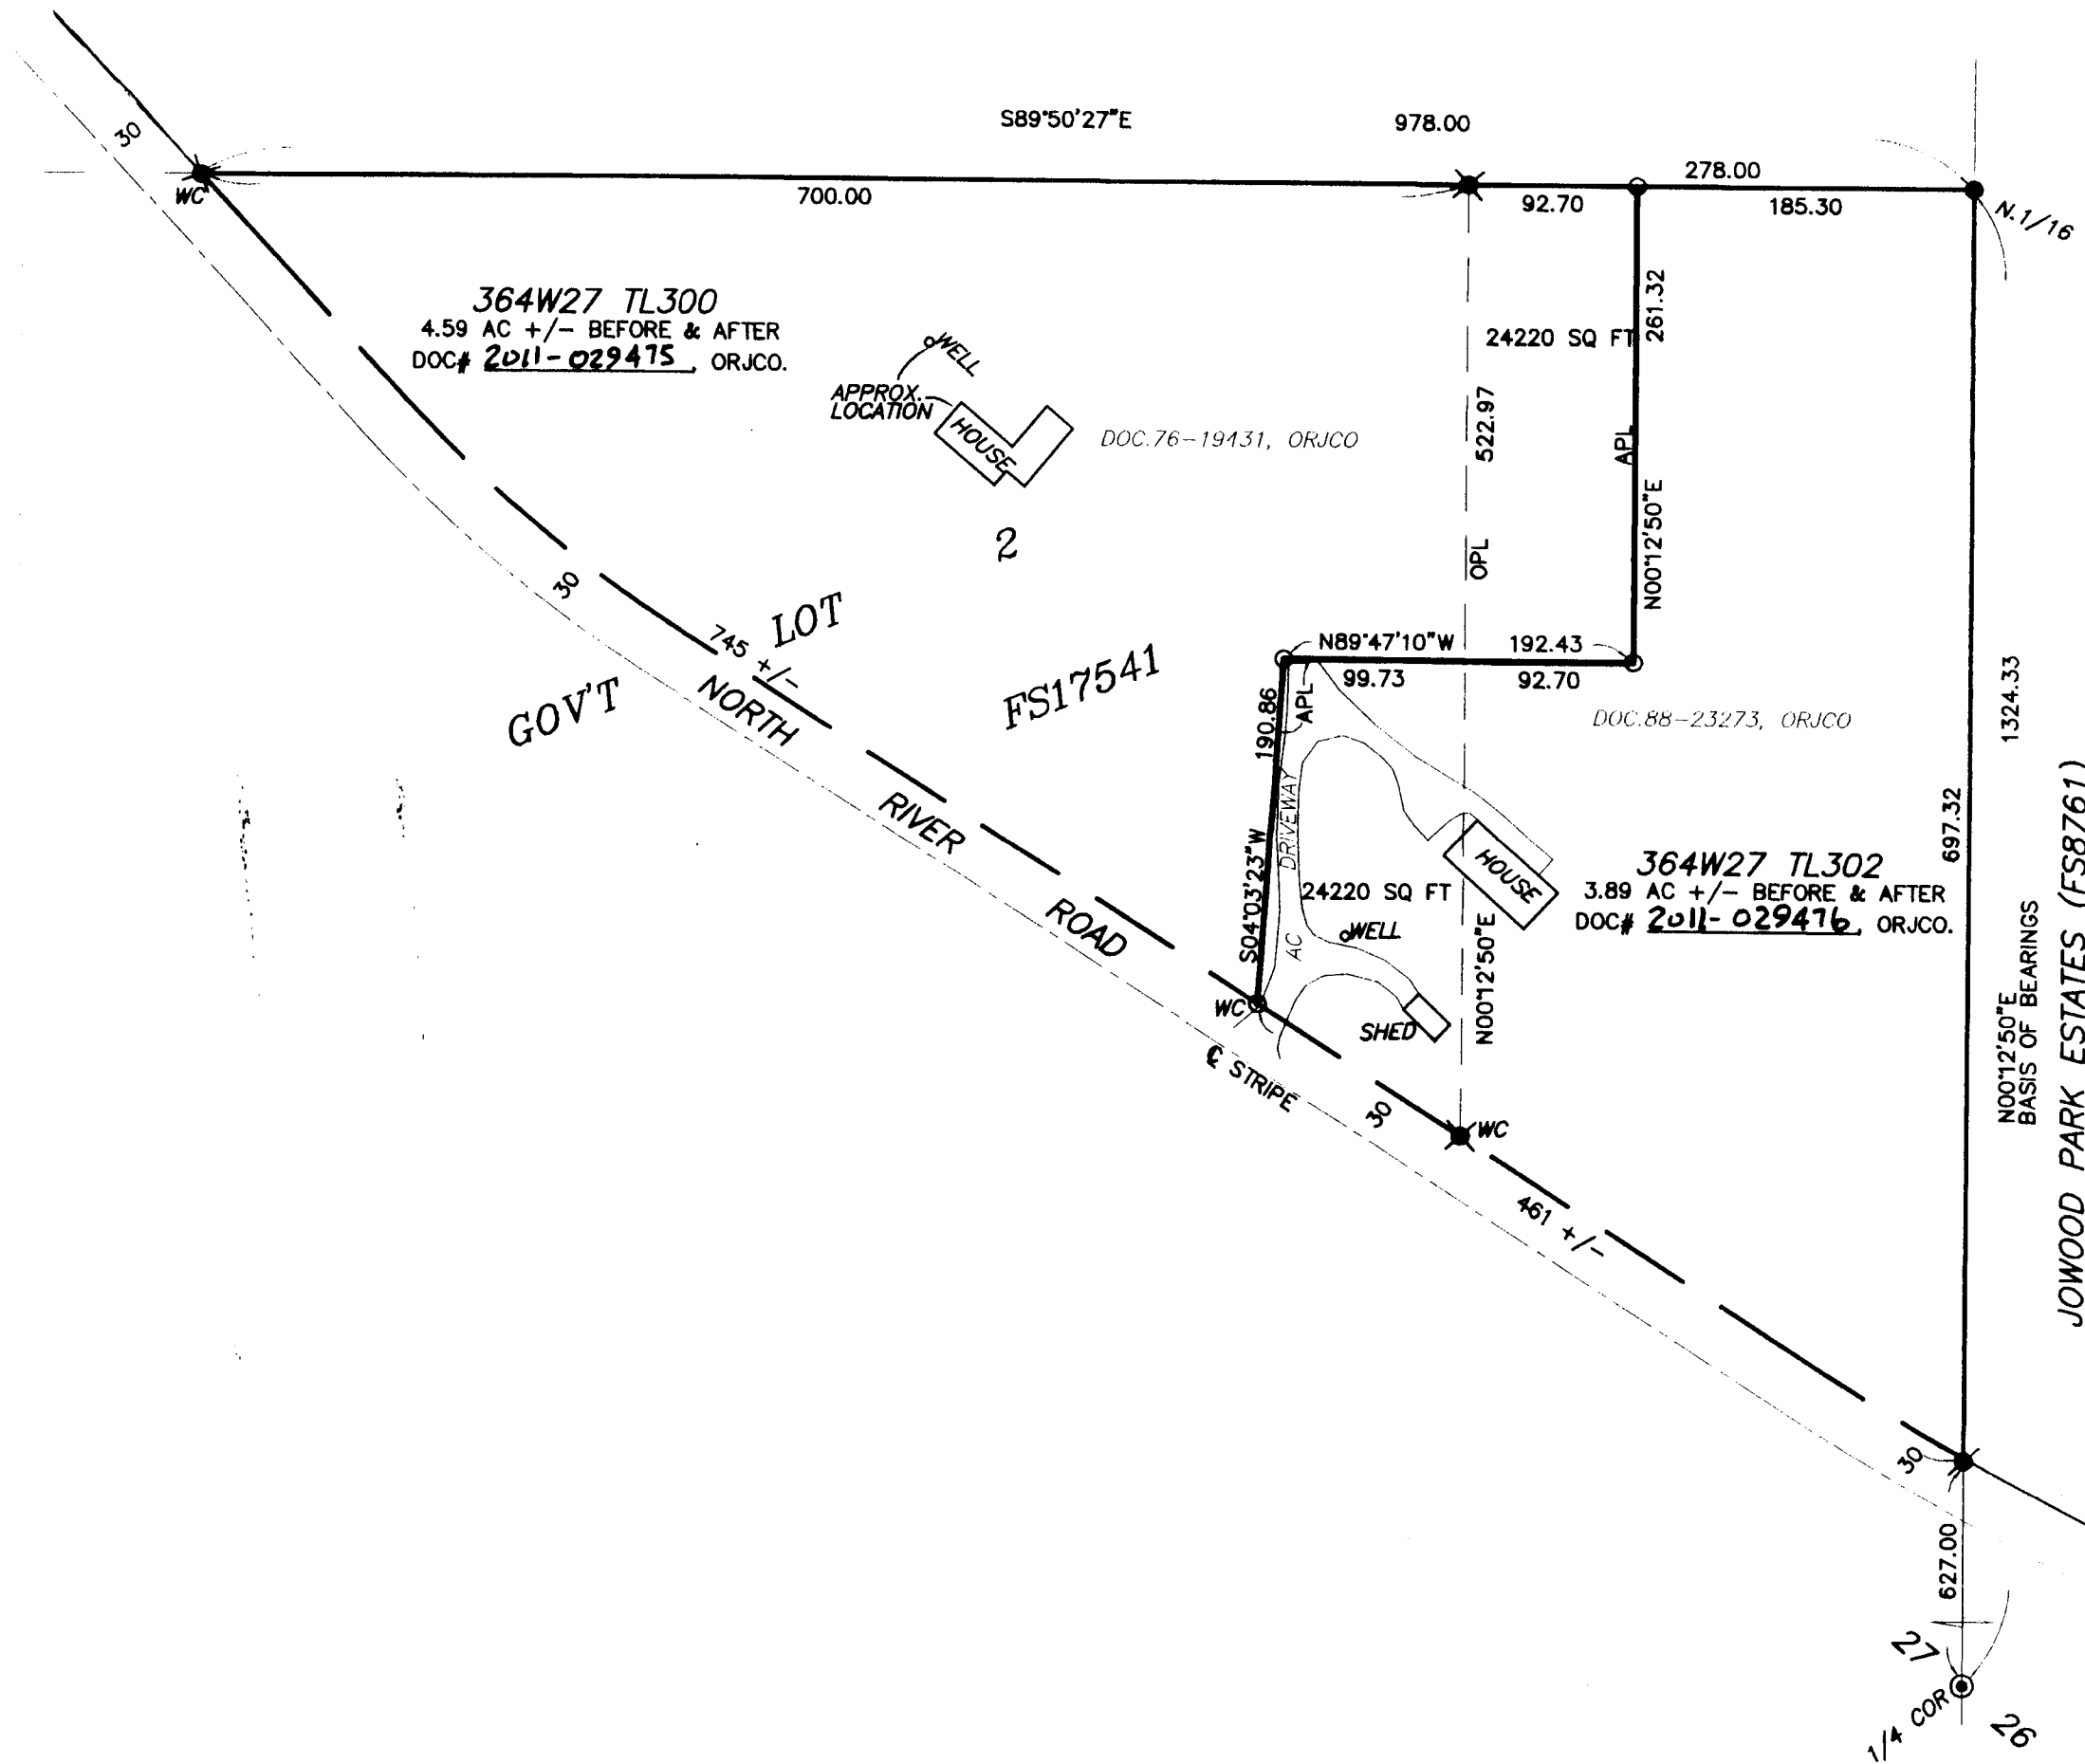 S89°50'27"E
978.00
30
WC
700.00
278.00
92.70
185.30
N.1/16
364W27 TL300
4.59 AC +/- BEFORE & AFTER
DOC# 2011-029475, ORJCO.
WELL
APPROX.
LOCATION
HOUSE
DOC.76-19431, ORJCO
24220 SQ FT
261.32
522.97
APL
OPL
N00°12'50"E
2
LOT
GOV'T
FS17541
30
745 +/-
NORTH
RIVER
ROAD
N89°47'10"W
192.43
99.73
92.70
190.86
APL
S04°03'23"W
AC DRIVEWAY
DOC.88-23273, ORJCO
HOUSE
24220 SQ FT
WELL
SHED
N00°12'50"E
364W27 TL302
3.89 AC +/- BEFORE & AFTER
DOC# 2011-029476, ORJCO.
WC
℄ STRIPE
30
WC
461 +/-
697.32
1324.33
N00°12'50"E
BASIS OF BEARINGS
JOWOOD PARK ESTATES (FS8761)
30
627.00
27
1/4 COR
26